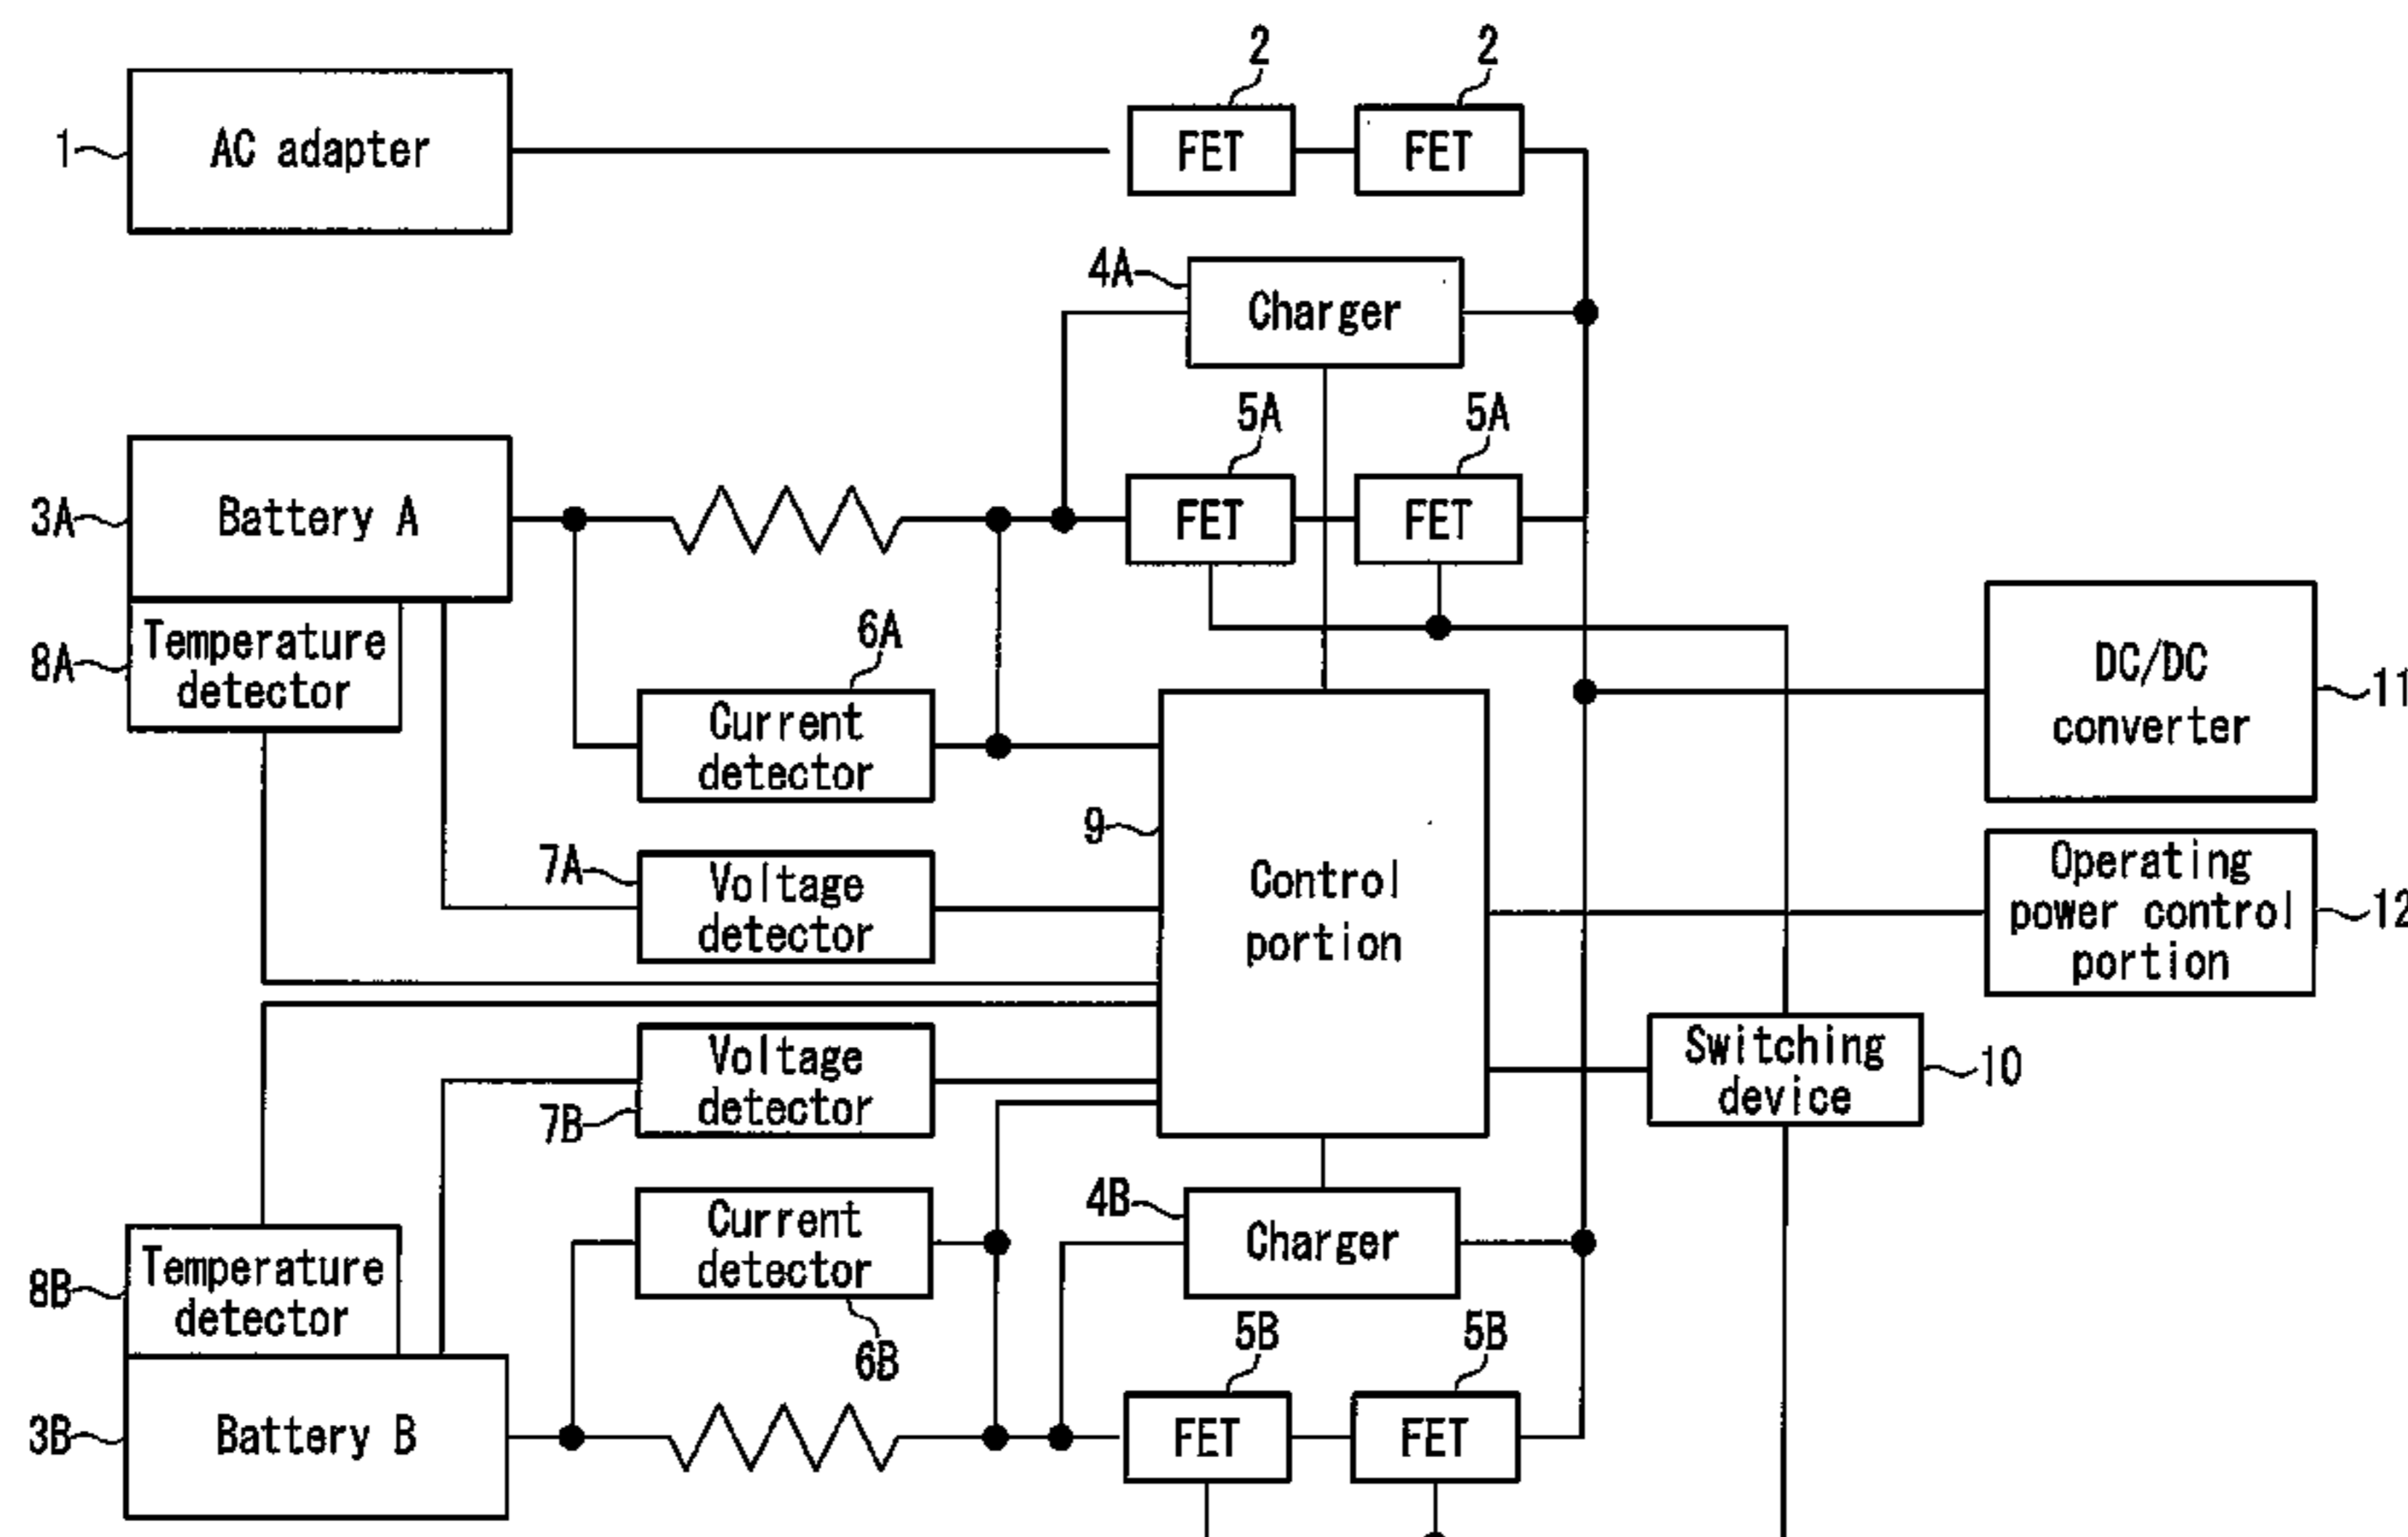 2 2
1 AC adapter FET FET
4A Charger
5A 5A
3A Battery A FET FET
8A Temperature
detector
6A
Current
detector
DC/DC
converter 11
9
7A Voltage
detector
Control
portion
Operating
power control
portion 12
Voltage
detector
7B
Switching
device 10
Current
detector
6B
4B Charger
8B Temperature
detector
5B 5B
3B Battery B FET FET